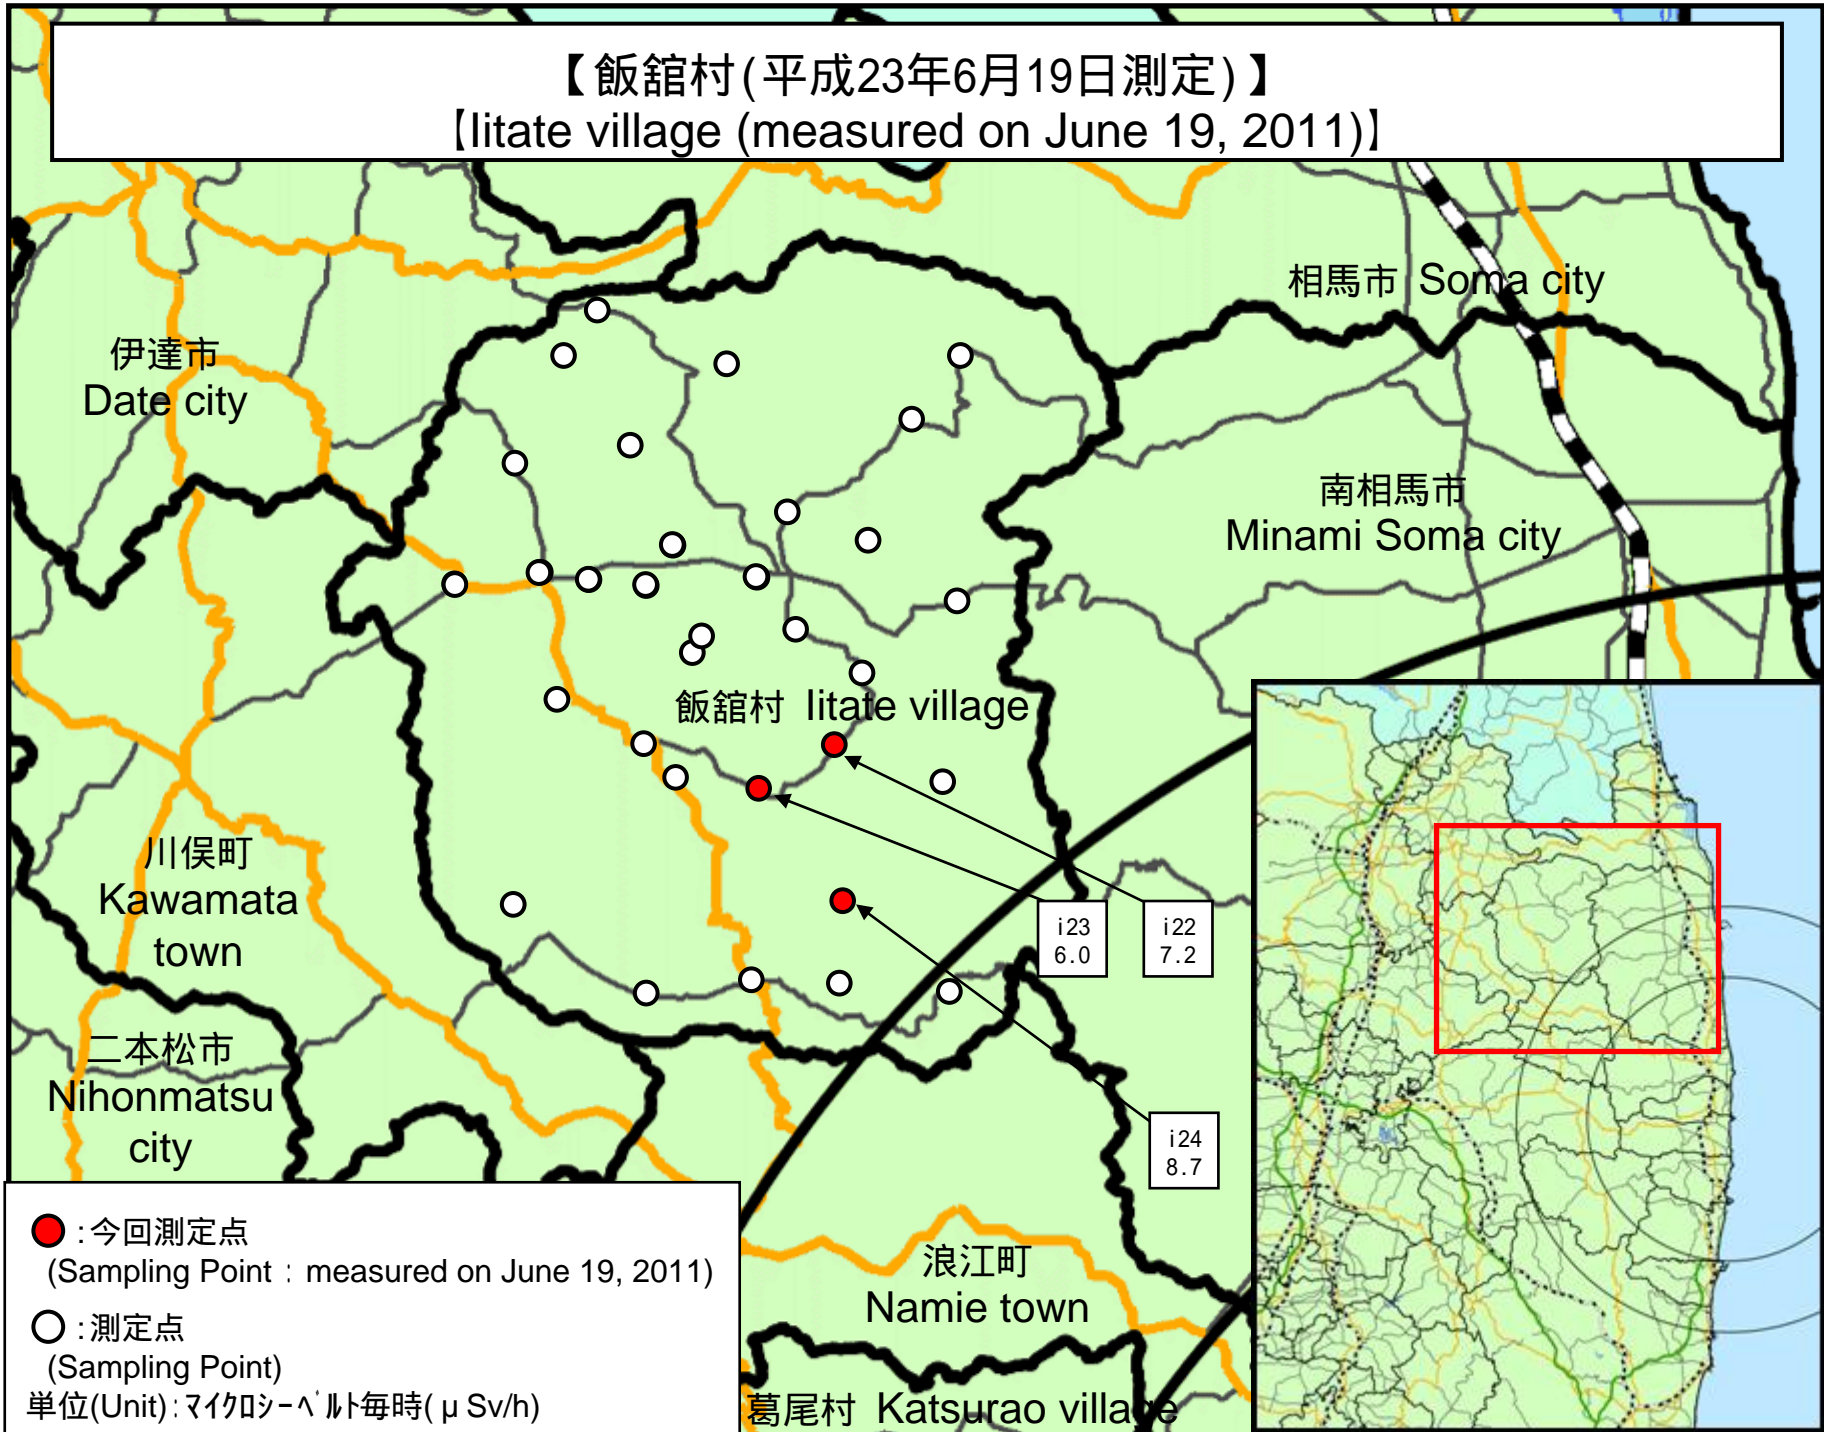 【飯舘村(平成23年6月19日測定)】
【Iitate village (measured on June 19, 2011)】
相馬市 Soma city
伊達市
Date city
南相馬市
Minami Soma city
飯舘村 Iitate village
川俣町
Kawamata
town
i23
6.0
i22
7.2
二本松市
Nihonmatsu
city
i24
8.7
浪江町
Namie town
葛尾村 Katsurao village
:今回測定点
(Sampling Point : measured on June 19, 2011)
:測定点
(Sampling Point)
単位(Unit):マイクロシーベルト毎時(μSv/h)